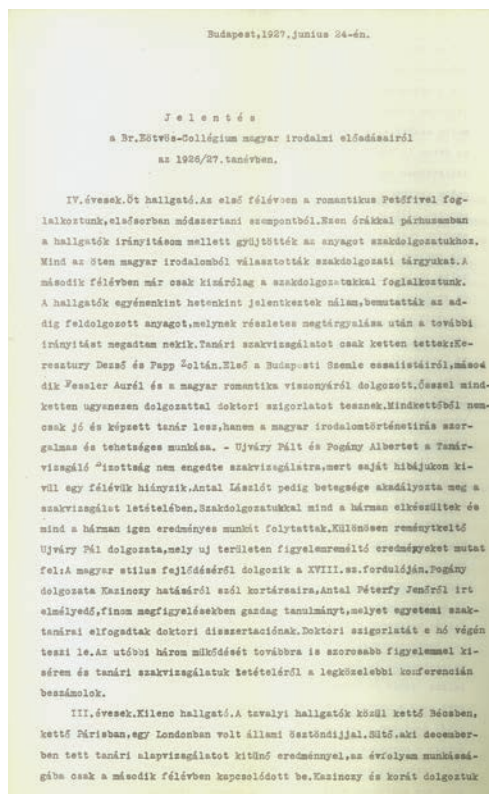 Budapest,1927.junius 24-én.
J e l e n t é s
a Br.Eötvös-Collégium magyar irodalmi előadásairól
az 1926/27.tanévben.
IV.évesek.Öt hallgató.Az első félévben a romantikus Petőfivel fog-
lalkoztunk,elsősorban módszertani szempontból.Ezen órákkal párhuzamban
a hallgatók irányitásom mellett gyüjtötték az anyagot szakdolgozatukhoz.
Mind az öten magyar irodalomból választották szakdolgozati tárgyukat.A
második félévben már csak kizárólag a szakdolgozatukkal foglalkoztunk.
A hallgatók egyénenkint hetenkint jelentkeztek nálam,bemutatták az ad-
dig feldolgozott anyagot,melynek részletes megtárgyalása után a további
irányitást megadtam nekik.Tanári szakvizsgálatot csak ketten tettek:Ke-
resztury Dezső és Papp Zoltán.Első a Budapesti Szemle essaiistáiról,máso
dik Fessler Aurél és a magyar romantika viszonyáról dolgozott.Ősszel mind-
ketten ugyanezen dolgozattal doktori szigorlatot tesznek.Mindkettőből nem-
csak jó és képzett tanár lesz,hanem a magyar irodalomtörténetirás szor-
galmas és tehetséges munkása. - Ujváry Pált és Pogány Albertet a Tanár-
vizsgáló Bizottság nem engedte szakvizsgálatra,mert saját hibájukon ki-
vül egy félévük hiányzik.Antal Lászlót pedig betegsége akadályozta meg a
szakvizsgálat letételében.Szakdolgozatukkal mind a hárman elkészültek és
mind a hárman igen eredményes munkát folytattak.Különösen reménytkeltő
Ujváry Pál dolgozata,mely uj területen figyelemreméltó eredményeket mutat
fel:A magyar stilus fejlődéséről dolgozik a XVIII.sz.fordulóján.Pogány
dolgozata Kazinczy hatásáról szól kortársaira,Antal Péterfy Jenőről irt
elmélyedő,finom megfigyelésekben gazdag tanulmányt,melyet egyetemi szak-
tanárai elfogadtak doktori disszertaciónak.Doktori szigorlatát e hó végén
teszi le.Az utóbbi három működését továbbra is szorosabb figyelemmel ki-
sérem és tanári szakvizsgálatuk letételéről a legközelebbi konferencián
beszámolok.
III.évesek.Kilenc hallgató.A tavalyi hallgatók közül kettő Bécsben,
kettő Párisban,egy Londonban volt állami ösztöndijjal.Sütő,aki december-
ben tett tanári alapvizsgálatot kitünő eredménnyel,az évfolyam munkássá-
gába csak a második félévben kapcsolódott be.Kazinczy és korát dolgoztuk